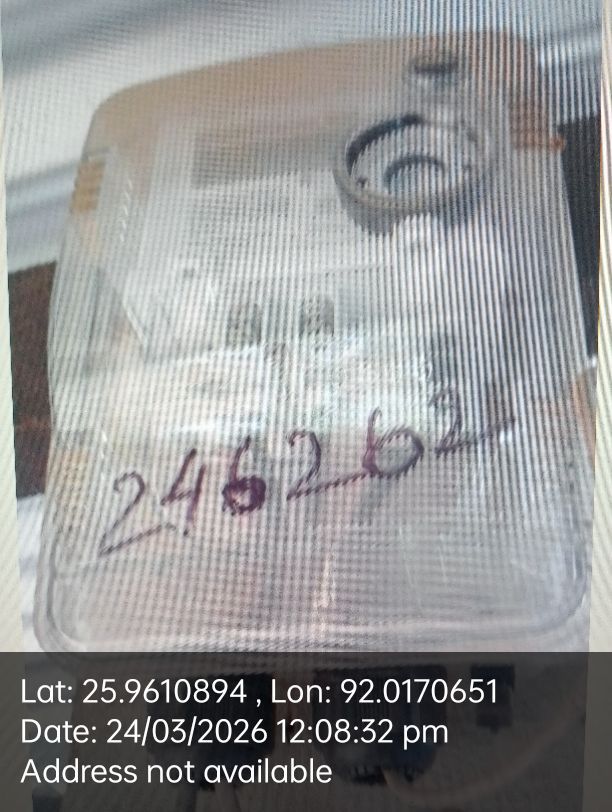 246262
Lat: 25.9610894 , Lon: 92.0170651
Date: 24/03/2026 12:08:32 pm
Address not available